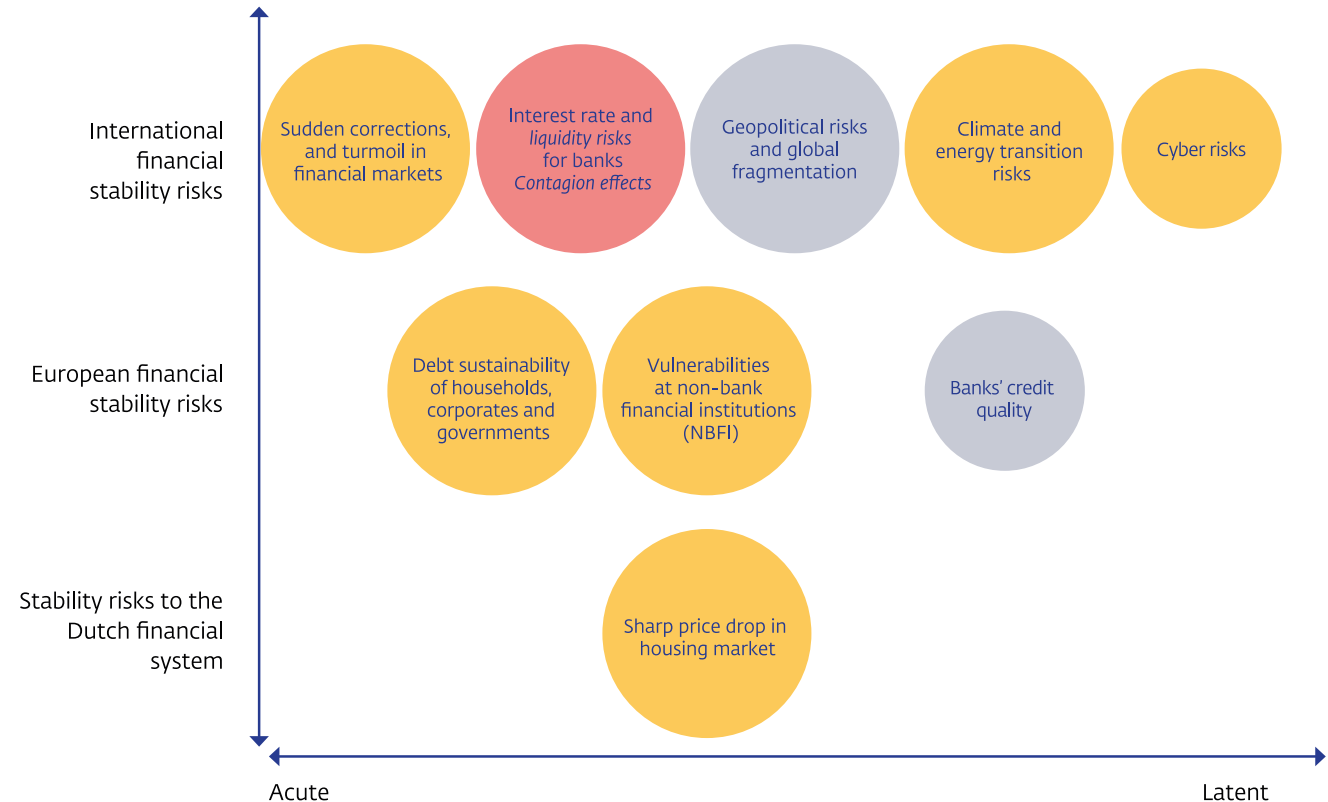 International
financial
stability risks
Sudden corrections,
and turmoil in
financial markets
Interest rate and
liquidity risks
for banks
Contagion effects
Geopolitical risks
and global
fragmentation
Climate and
energy transition
risks
Cyber risks
European financial
stability risks
Debt sustainability
of households,
corporates and
governments
Vulnerabilities
at non-bank
financial institutions
(NBFI)
Banks’ credit
quality
Stability risks to the
Dutch financial
system
Sharp price drop in
housing market
Acute
Latent